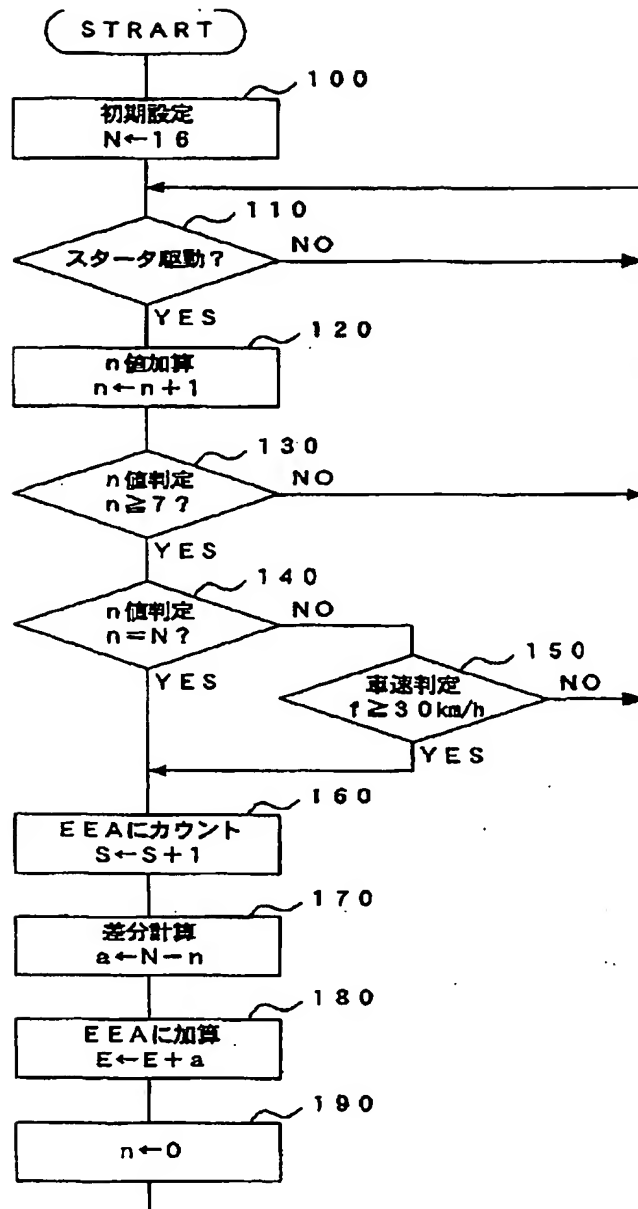 STRART
100
初期設定
N←16
110
スタータ駆動?
NO
YES
120
n値加算
n←n+1
130
n値判定
n≧7?
NO
YES
140
n値判定
n=N?
NO
YES
150
車速判定
f≧30km/h
NO
YES
160
EEAにカウント
S←S+1
170
差分計算
a←N−n
180
EEAに加算
E←E+a
190
n←0